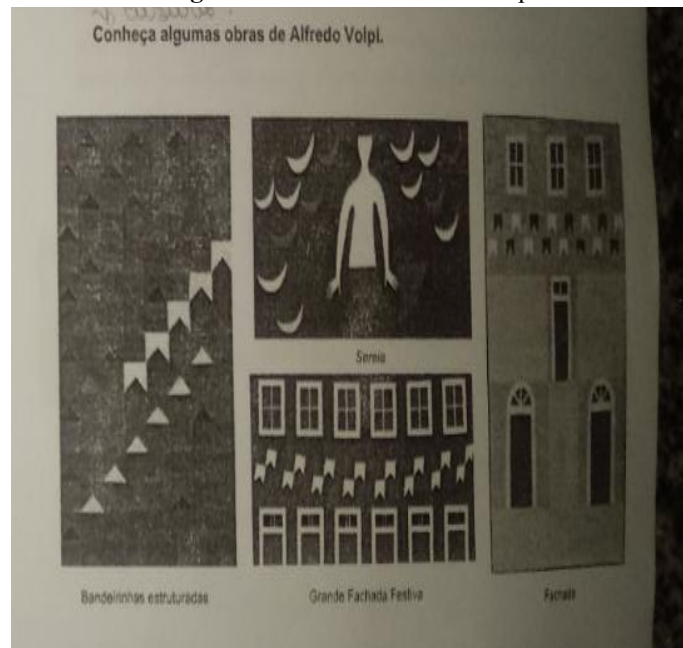 Conheça algumas obras de Alfredo Volpi.
Sereia
Bandeirinhas estruturadas
Grande Fachada Festiva
Fachada